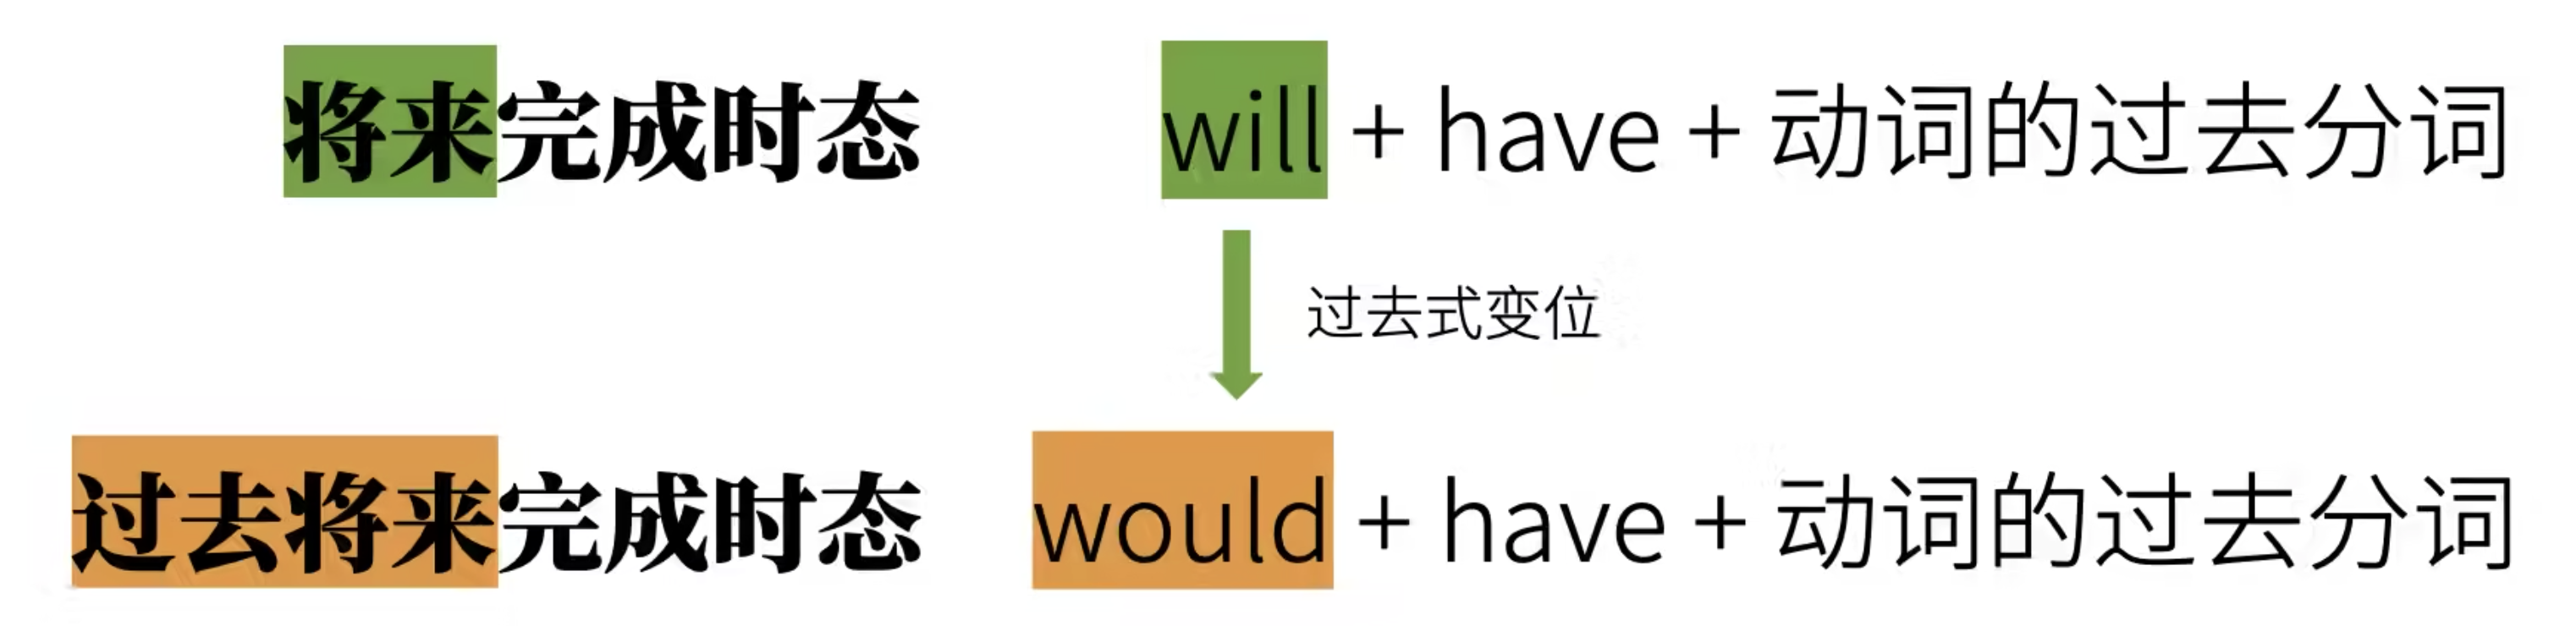 将来完成时态 will + have + 动词的过去分词
过去式变位
过去将来完成时态 would + have + 动词的过去分词